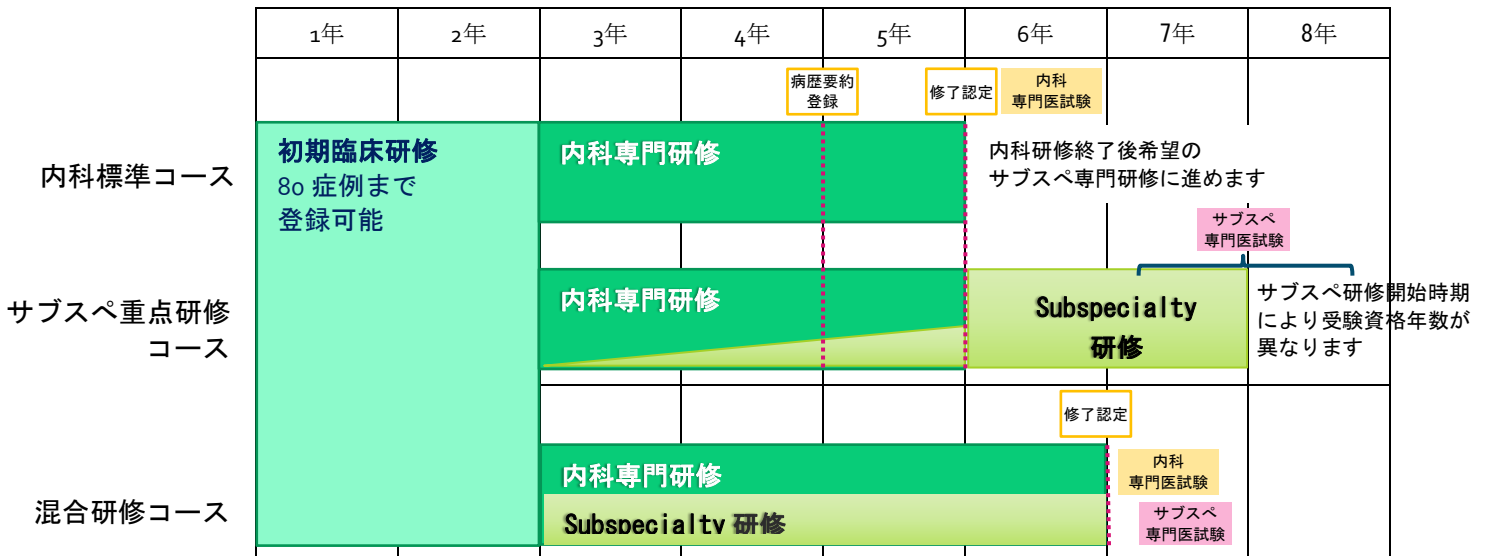 1年
2年
3年
4年
5年
6年
7年
8年
病歴要約
登録
修了認定
内科
専門医試験
内科標準コース
初期臨床研修
80 症例まで
登録可能
内科専門研修
内科研修終了後希望の
サブスペ専門研修に進めます
サブスペ
専門医試験
サブスペ重点研修
コース
内科専門研修
Subspecialty
研修
サブスペ研修開始時期
により受験資格年数が
異なります
修了認定
混合研修コース
内科専門研修
Subspecialty 研修
内科
専門医試験
サブスペ
専門医試験